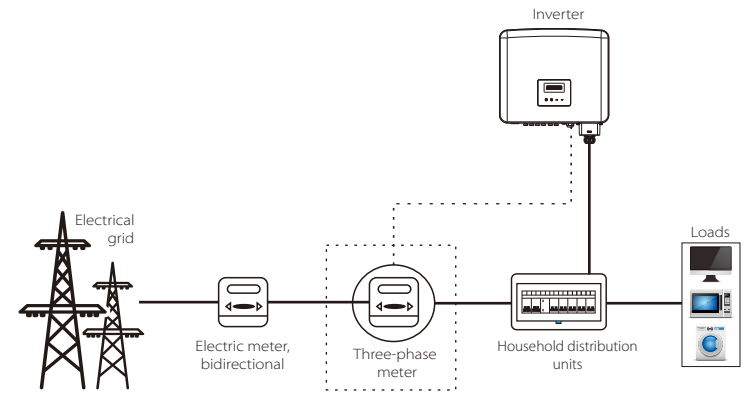 Inverter
Electrical
grid
Loads
Electric meter,
bidirectional
Three-phase
meter
Household distribution
units